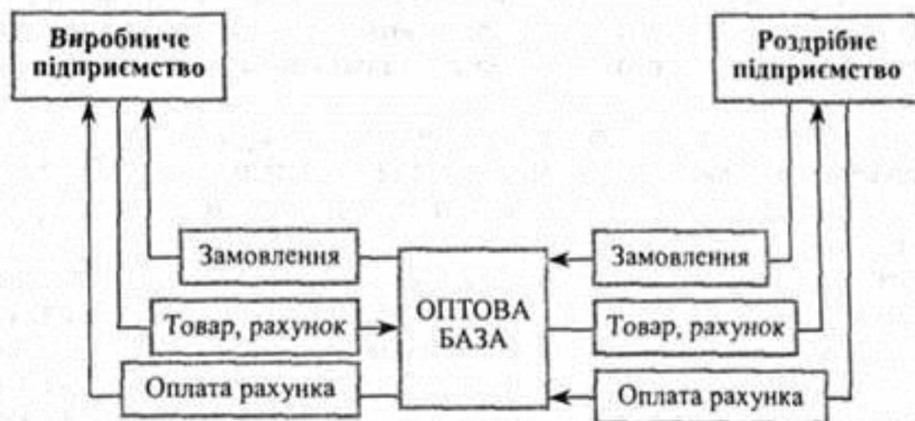 Виробниче
підприємство
Роздрібне
підприємство
Замовлення
Замовлення
Товар, рахунок
ОПТОВА
БАЗА
Товар, рахунок
Оплата рахунка
Оплата рахунка